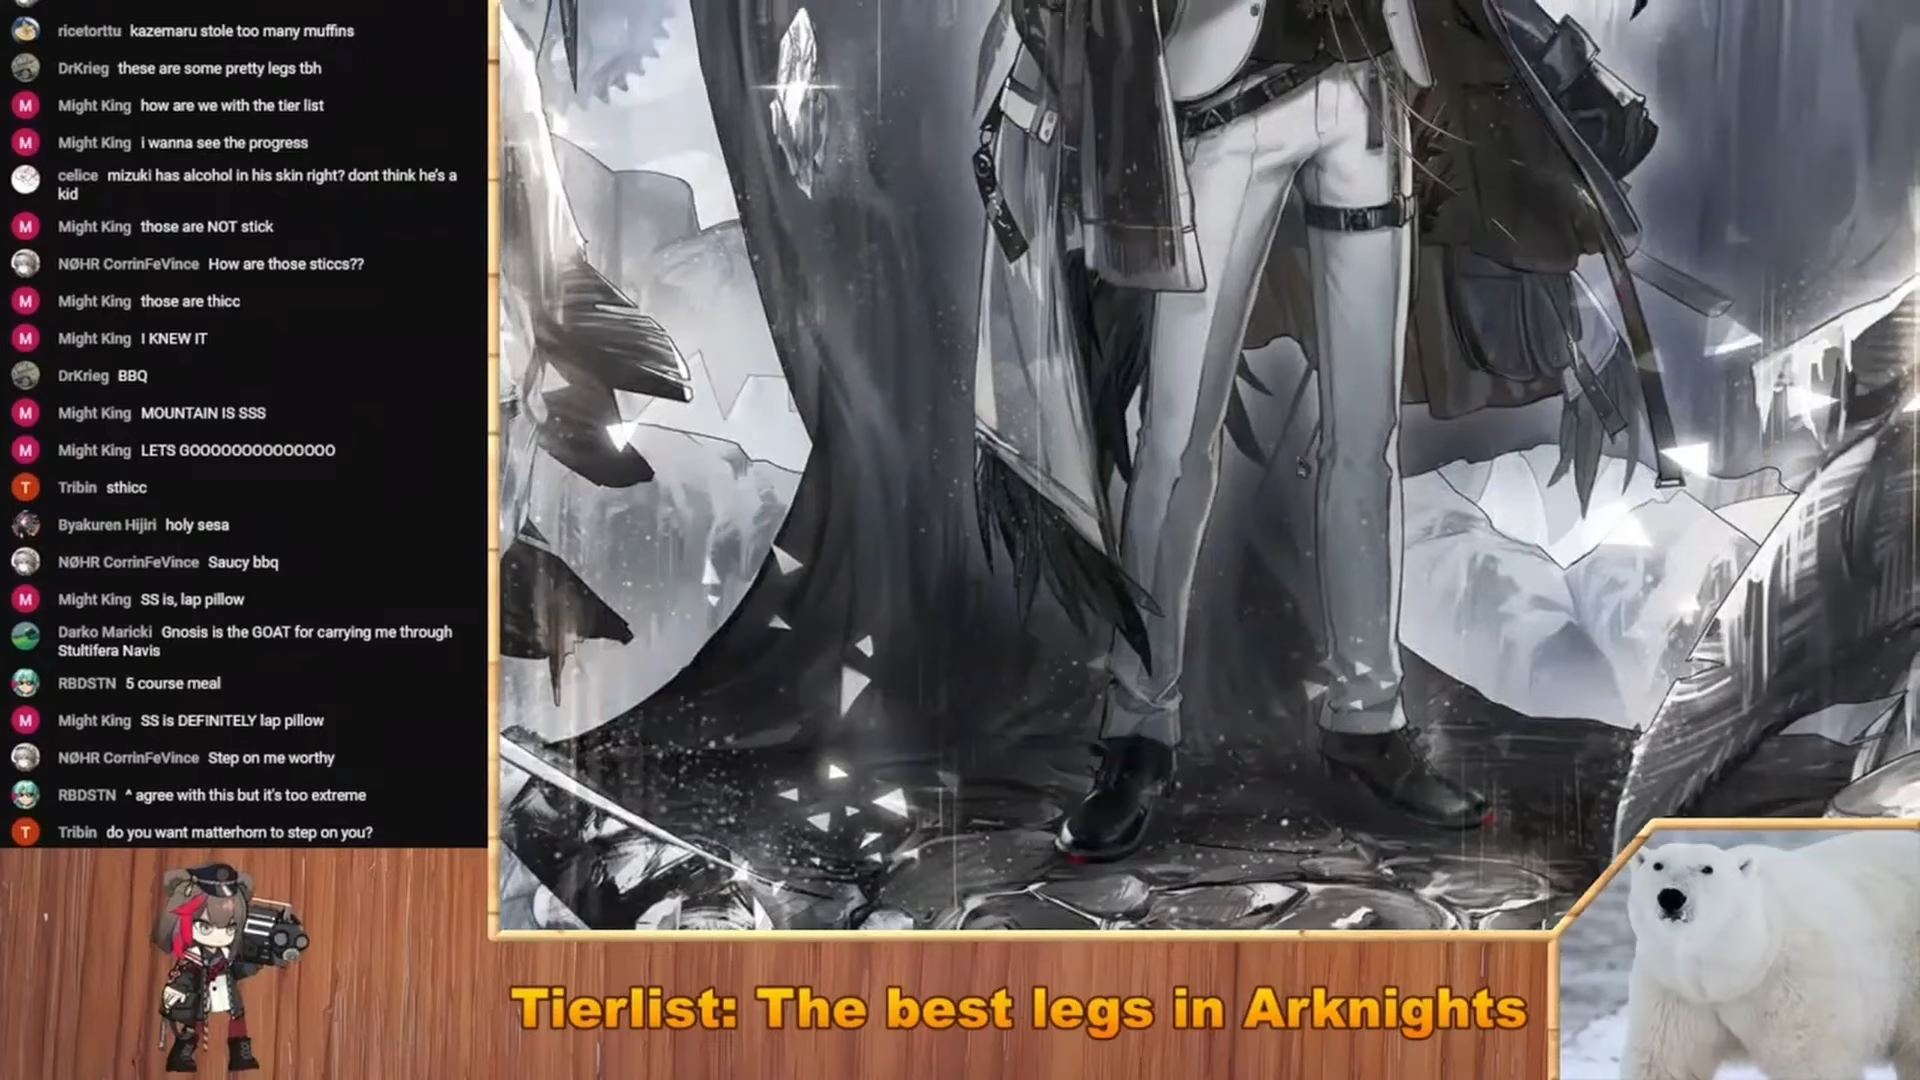 ricetorttu kazemaru stole too many muffins
DrKrieg these are some pretty legs tbh
M Might King how are we with the tier list
M Might King i wanna see the progress
celice mizuki has alcohol in his skin right? dont think he's a
kid
M Might King those are NOT stick
NØHR CorrinFeVince How are those sticcs??
M Might King those are thicc
M Might King I KNEW IT
DrKrieg BBQ
M Might King MOUNTAIN IS SSS
M Might King LETS GOOOOOOOOOOOOOO
T Tribin sthicc
Byakuren Hijiri holy sesa
NØHR CorrinFeVince Saucy bbq
M Might King SS is, lap pillow
Darko Maricki Gnosis is the GOAT for carrying me through
Stultifera Navis
RBDSTN 5 course meal
M Might King SS is DEFINITELY lap pillow
NØHR CorrinFeVince Step on me worthy
RBDSTN ^ agree with this but it's too extreme
T Tribin do you want matterhorn to step on you?
Tierlist: The best legs in Arknights